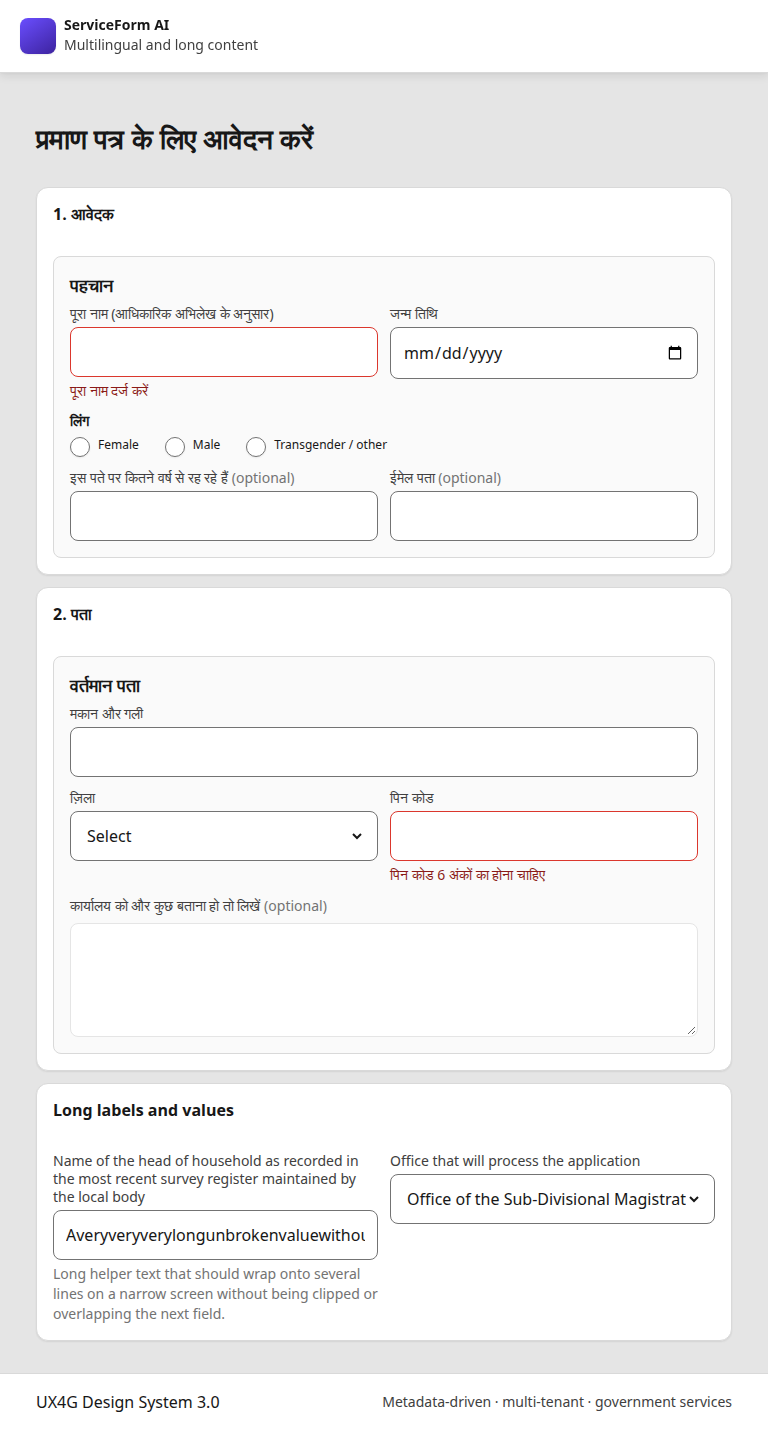 ServiceForm AI
Multilingual and long content
प्रमाण पत्र के लिए आवेदन करें
1. आवेदक
पहचान
पूरा नाम (आधिकारिक अभिलेख के अनुसार)
जन्म तिथि
mm/dd/yyyy
पूरा नाम दर्ज करें
लिंग
Female
Male
Transgender / other
इस पते पर कितने वर्ष से रह रहे हैं (optional)
ईमेल पता (optional)
2. पता
वर्तमान पता
मकान और गली
ज़िला
पिन कोड
Select
पिन कोड 6 अंकों का होना चाहिए
कार्यालय को और कुछ बताना हो तो लिखें (optional)
Long labels and values
Name of the head of household as recorded in
the most recent survey register maintained by
the local body
Office that will process the application
Office of the Sub-Divisional Magistrat
Averyveryverylongunbrokenvaluewithou
Long helper text that should wrap onto several
lines on a narrow screen without being clipped or
overlapping the next field.
UX4G Design System 3.0
Metadata-driven · multi-tenant · government services